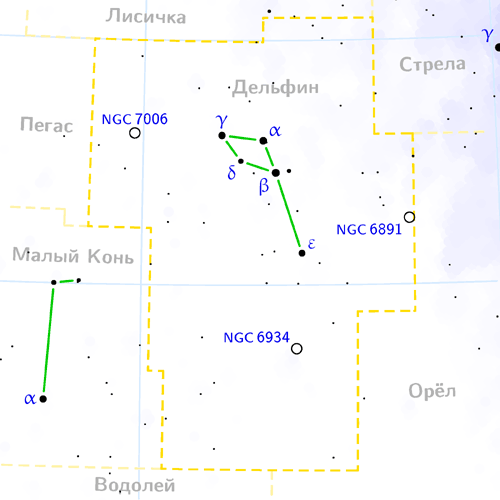 Лисичка
γ
Стрела
Дельфин
NGC 7006
Пегас
γ
α
δ
β
NGC 6891
ε
Малый Конь
NGC 6934
Орёл
α
Водолей